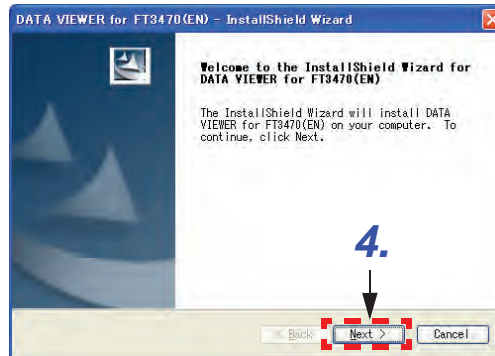 DATA VIEWER for FT3470(EN) - InstallShield Wizard
Welcome to the InstallShield Wizard for
DATA VIEWER for FT3470(EN)
The InstallShield Wizard will install DATA
VIEWER for FT3470(EN) on your computer. To
continue, click Next.
4.
< Back
Next >
Cancel